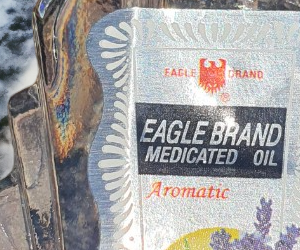 EAGLE BRAND
®
EAGLE BRAND
MEDICATED OIL
Aromatic